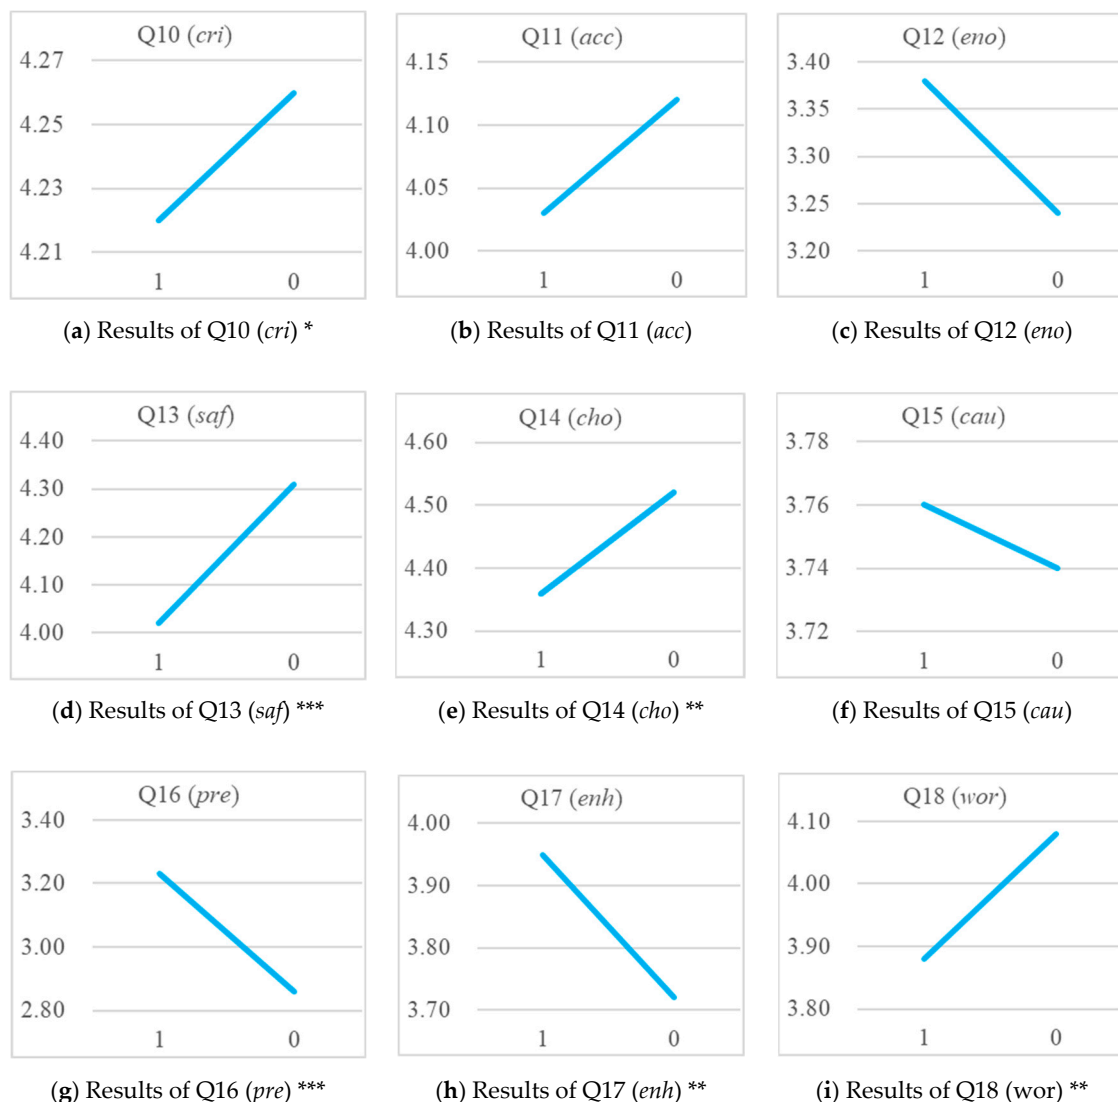 Q10 (cri)
4.27
4.25
4.23
4.21
1 0
(a) Results of Q10 (cri) *
Q11 (acc)
4.15
4.10
4.05
4.00
1 0
(b) Results of Q11 (acc)
Q12 (eno)
3.40
3.35
3.30
3.25
3.20
1 0
(c) Results of Q12 (eno)
Q13 (saf)
4.40
4.30
4.20
4.10
4.00
1 0
(d) Results of Q13 (saf) ***
Q14 (cho)
4.60
4.50
4.40
4.30
1 0
(e) Results of Q14 (cho) **
Q15 (cau)
3.78
3.76
3.74
3.72
1 0
(f) Results of Q15 (cau)
Q16 (pre)
3.40
3.20
3.00
2.80
1 0
(g) Results of Q16 (pre) ***
Q17 (enh)
4.00
3.90
3.80
3.70
1 0
(h) Results of Q17 (enh) **
Q18 (wor)
4.10
4.00
3.90
3.80
1 0
(i) Results of Q18 (wor) **